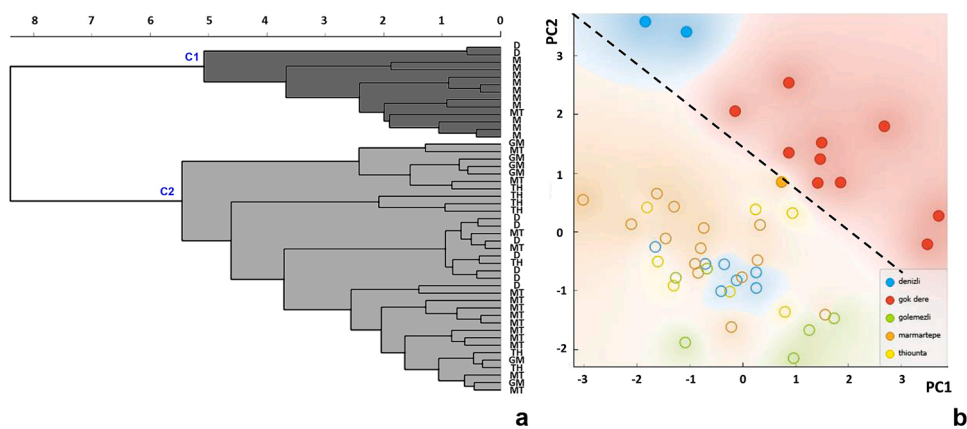 8 7 6 5 4 3 2 1 0
C1
C2
D
D
M
M
M
M
M
M
M
MT
M
M
M
GM
MT
GM
GM
GM
MT
TH
TH
TH
TH
D
D
MT
D
MT
D
TH
D
D
D
MT
MT
MT
MT
MT
MT
MT
MT
TH
GM
TH
MT
GM
MT
a
PC2
3
2
1
0
-1
-2
-3 -2 -1 0 1 2 3
PC1
denizli
gok dere
golemezli
marmartepe
thiounta
b